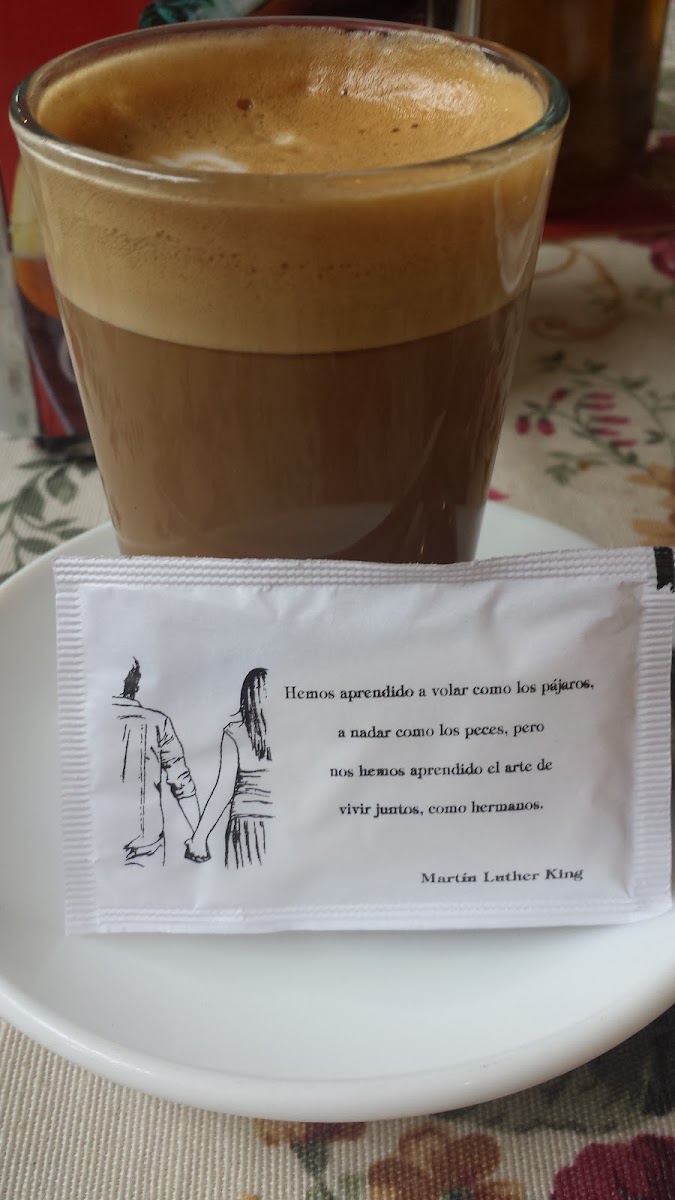 Hemos aprendido a volar como los pájaros,
a nadar como los peces, pero
nos hemos aprendido el arte de
vivir juntos, como hermanos.
Martín Luther King